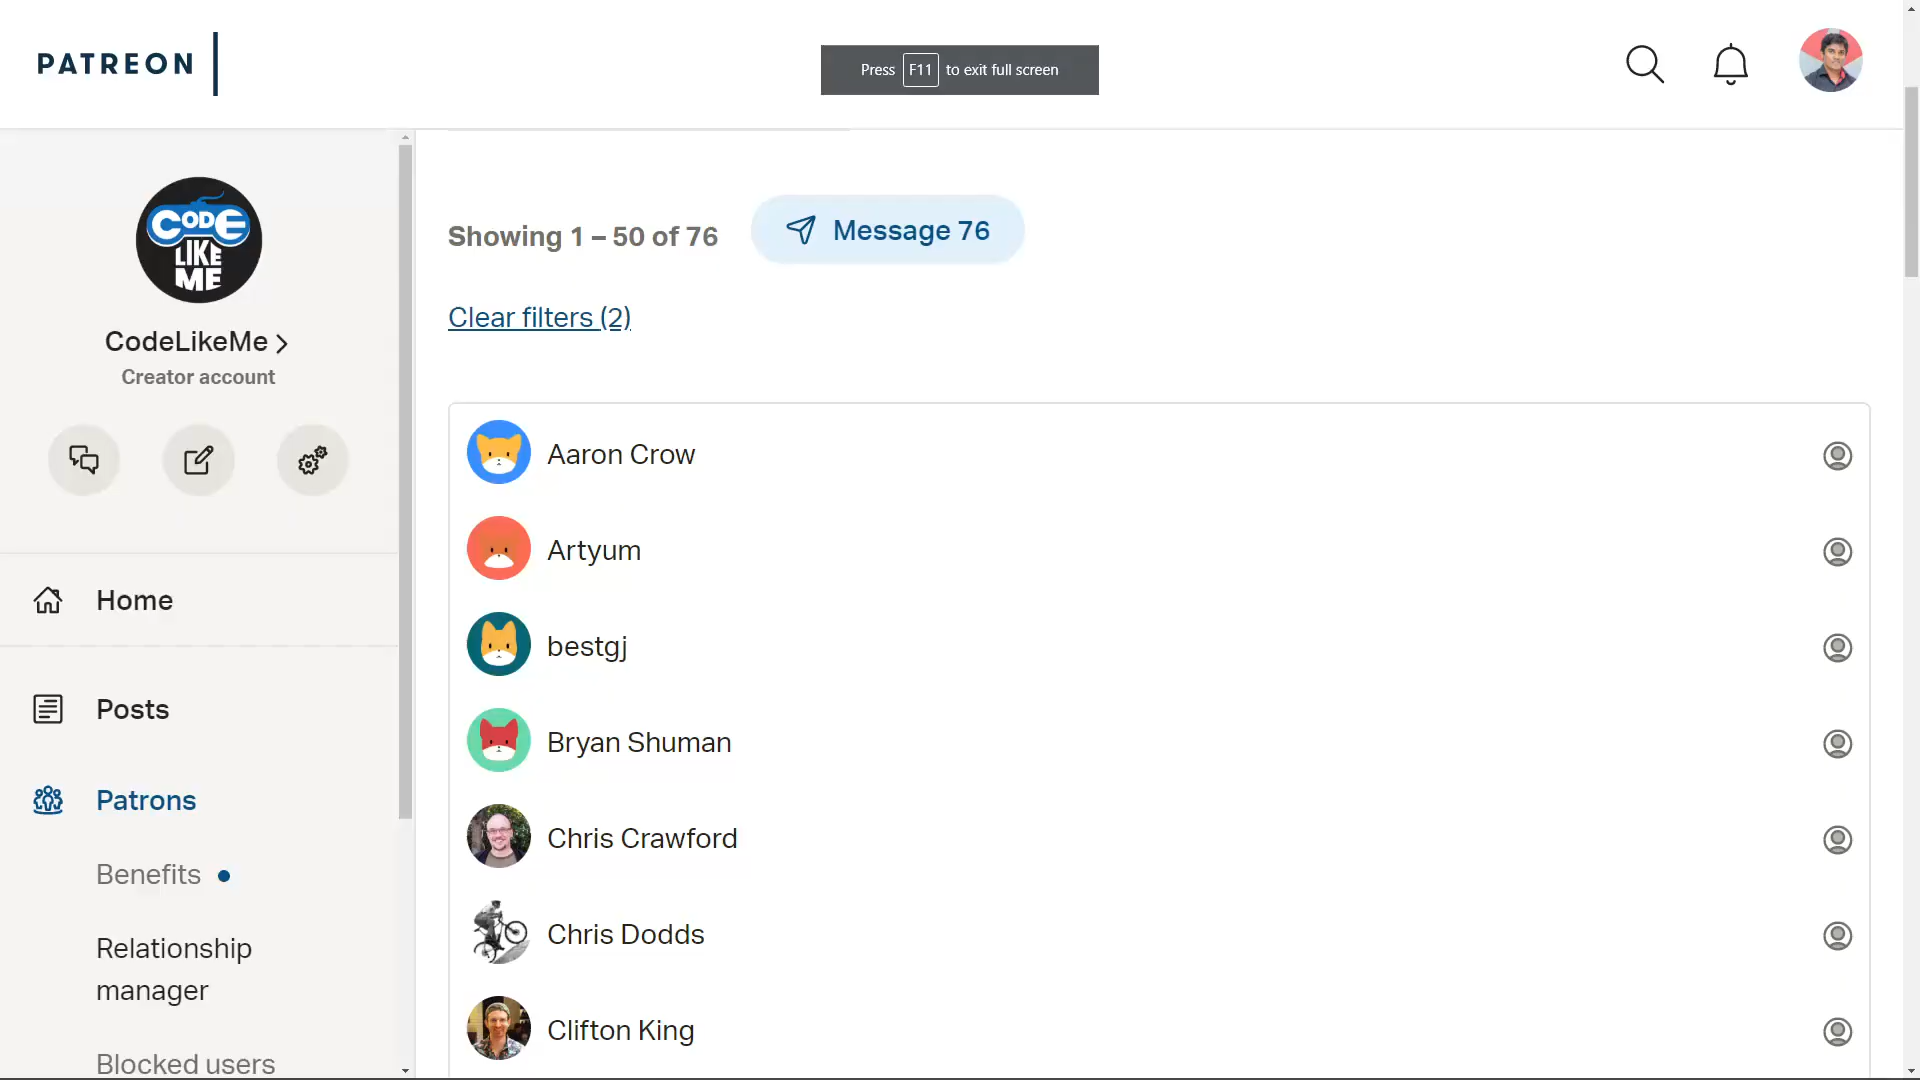 PATREON
Press F11 to exit full screen
CODE
LIKE
ME
CodeLikeMe
Creator account
Home
Posts
Patrons
Benefits
Relationship
manager
Blocked users
Showing 1 – 50 of 76
Message 76
Clear filters (2)
Aaron Crow
Artyum
bestgj
Bryan Shuman
Chris Crawford
Chris Dodds
Clifton King